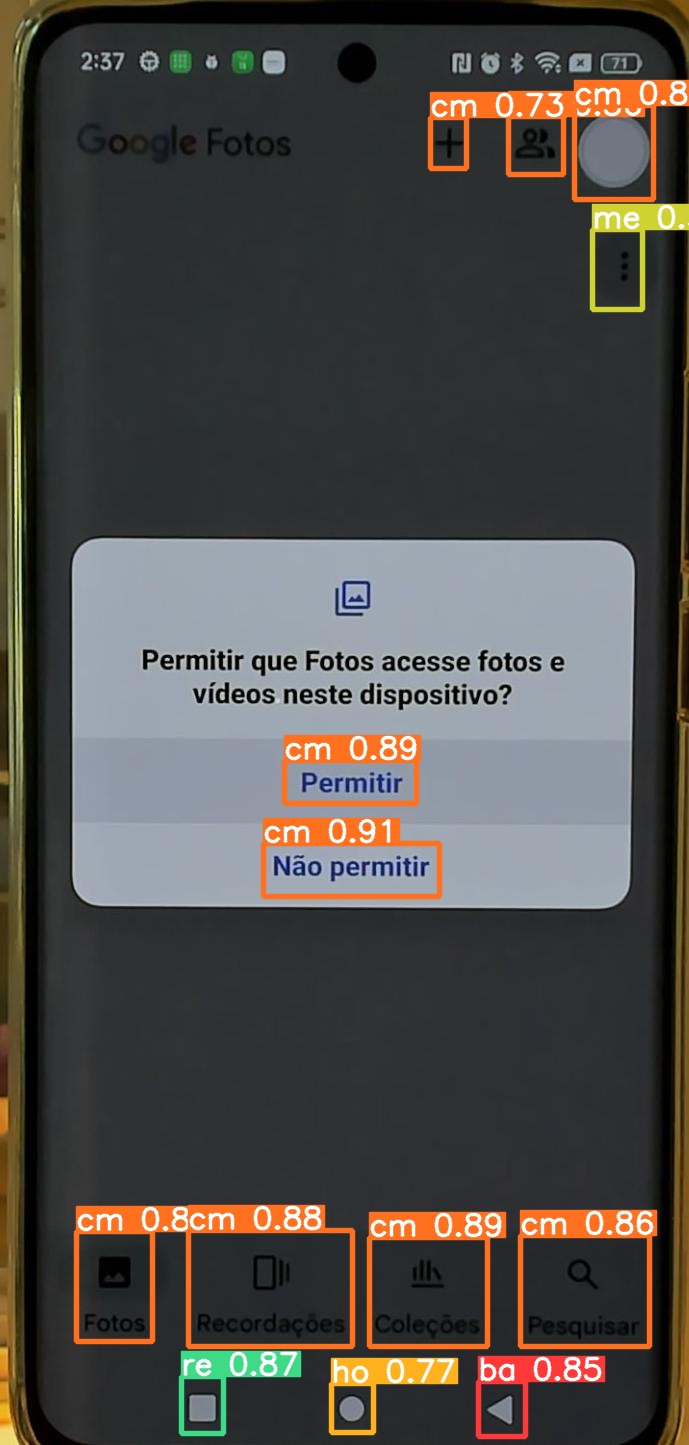 2:37
71
cm 0.73
cm 0.8
Google Fotos
me 0.
Permitir que Fotos acesse fotos e
vídeos neste dispositivo?
cm 0.89
Permitir
cm 0.91
Não permitir
cm 0.8
cm 0.88
cm 0.89
cm 0.86
Fotos
Recordações
Coleções
Pesquisar
re 0.87
ho 0.77
ba 0.85